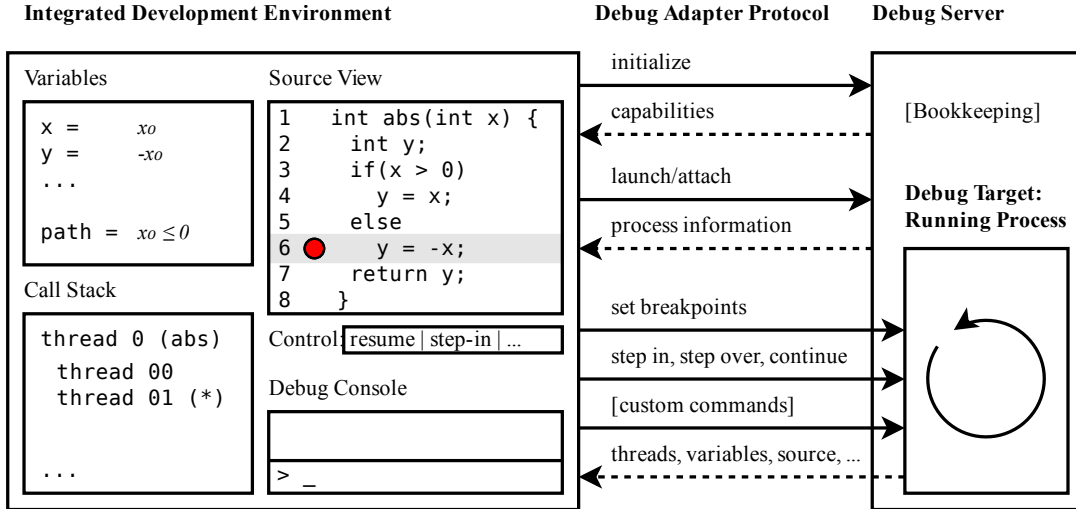 Integrated Development Environment
Debug Adapter Protocol
Debug Server
Variables
x = x0
y = -x0
...
path = x0 ≤ 0
Call Stack
thread 0 (abs)
thread 00
thread 01 (*)
...
Source View
1 int abs(int x) {
2 int y;
3 if(x > 0)
4 y = x;
5 else
6 y = -x;
7 return y;
8 }
Control: resume | step-in | ...
Debug Console
> _
initialize
capabilities
launch/attach
process information
set breakpoints
step in, step over, continue
[custom commands]
threads, variables, source, ...
[Bookkeeping]
Debug Target:
Running Process